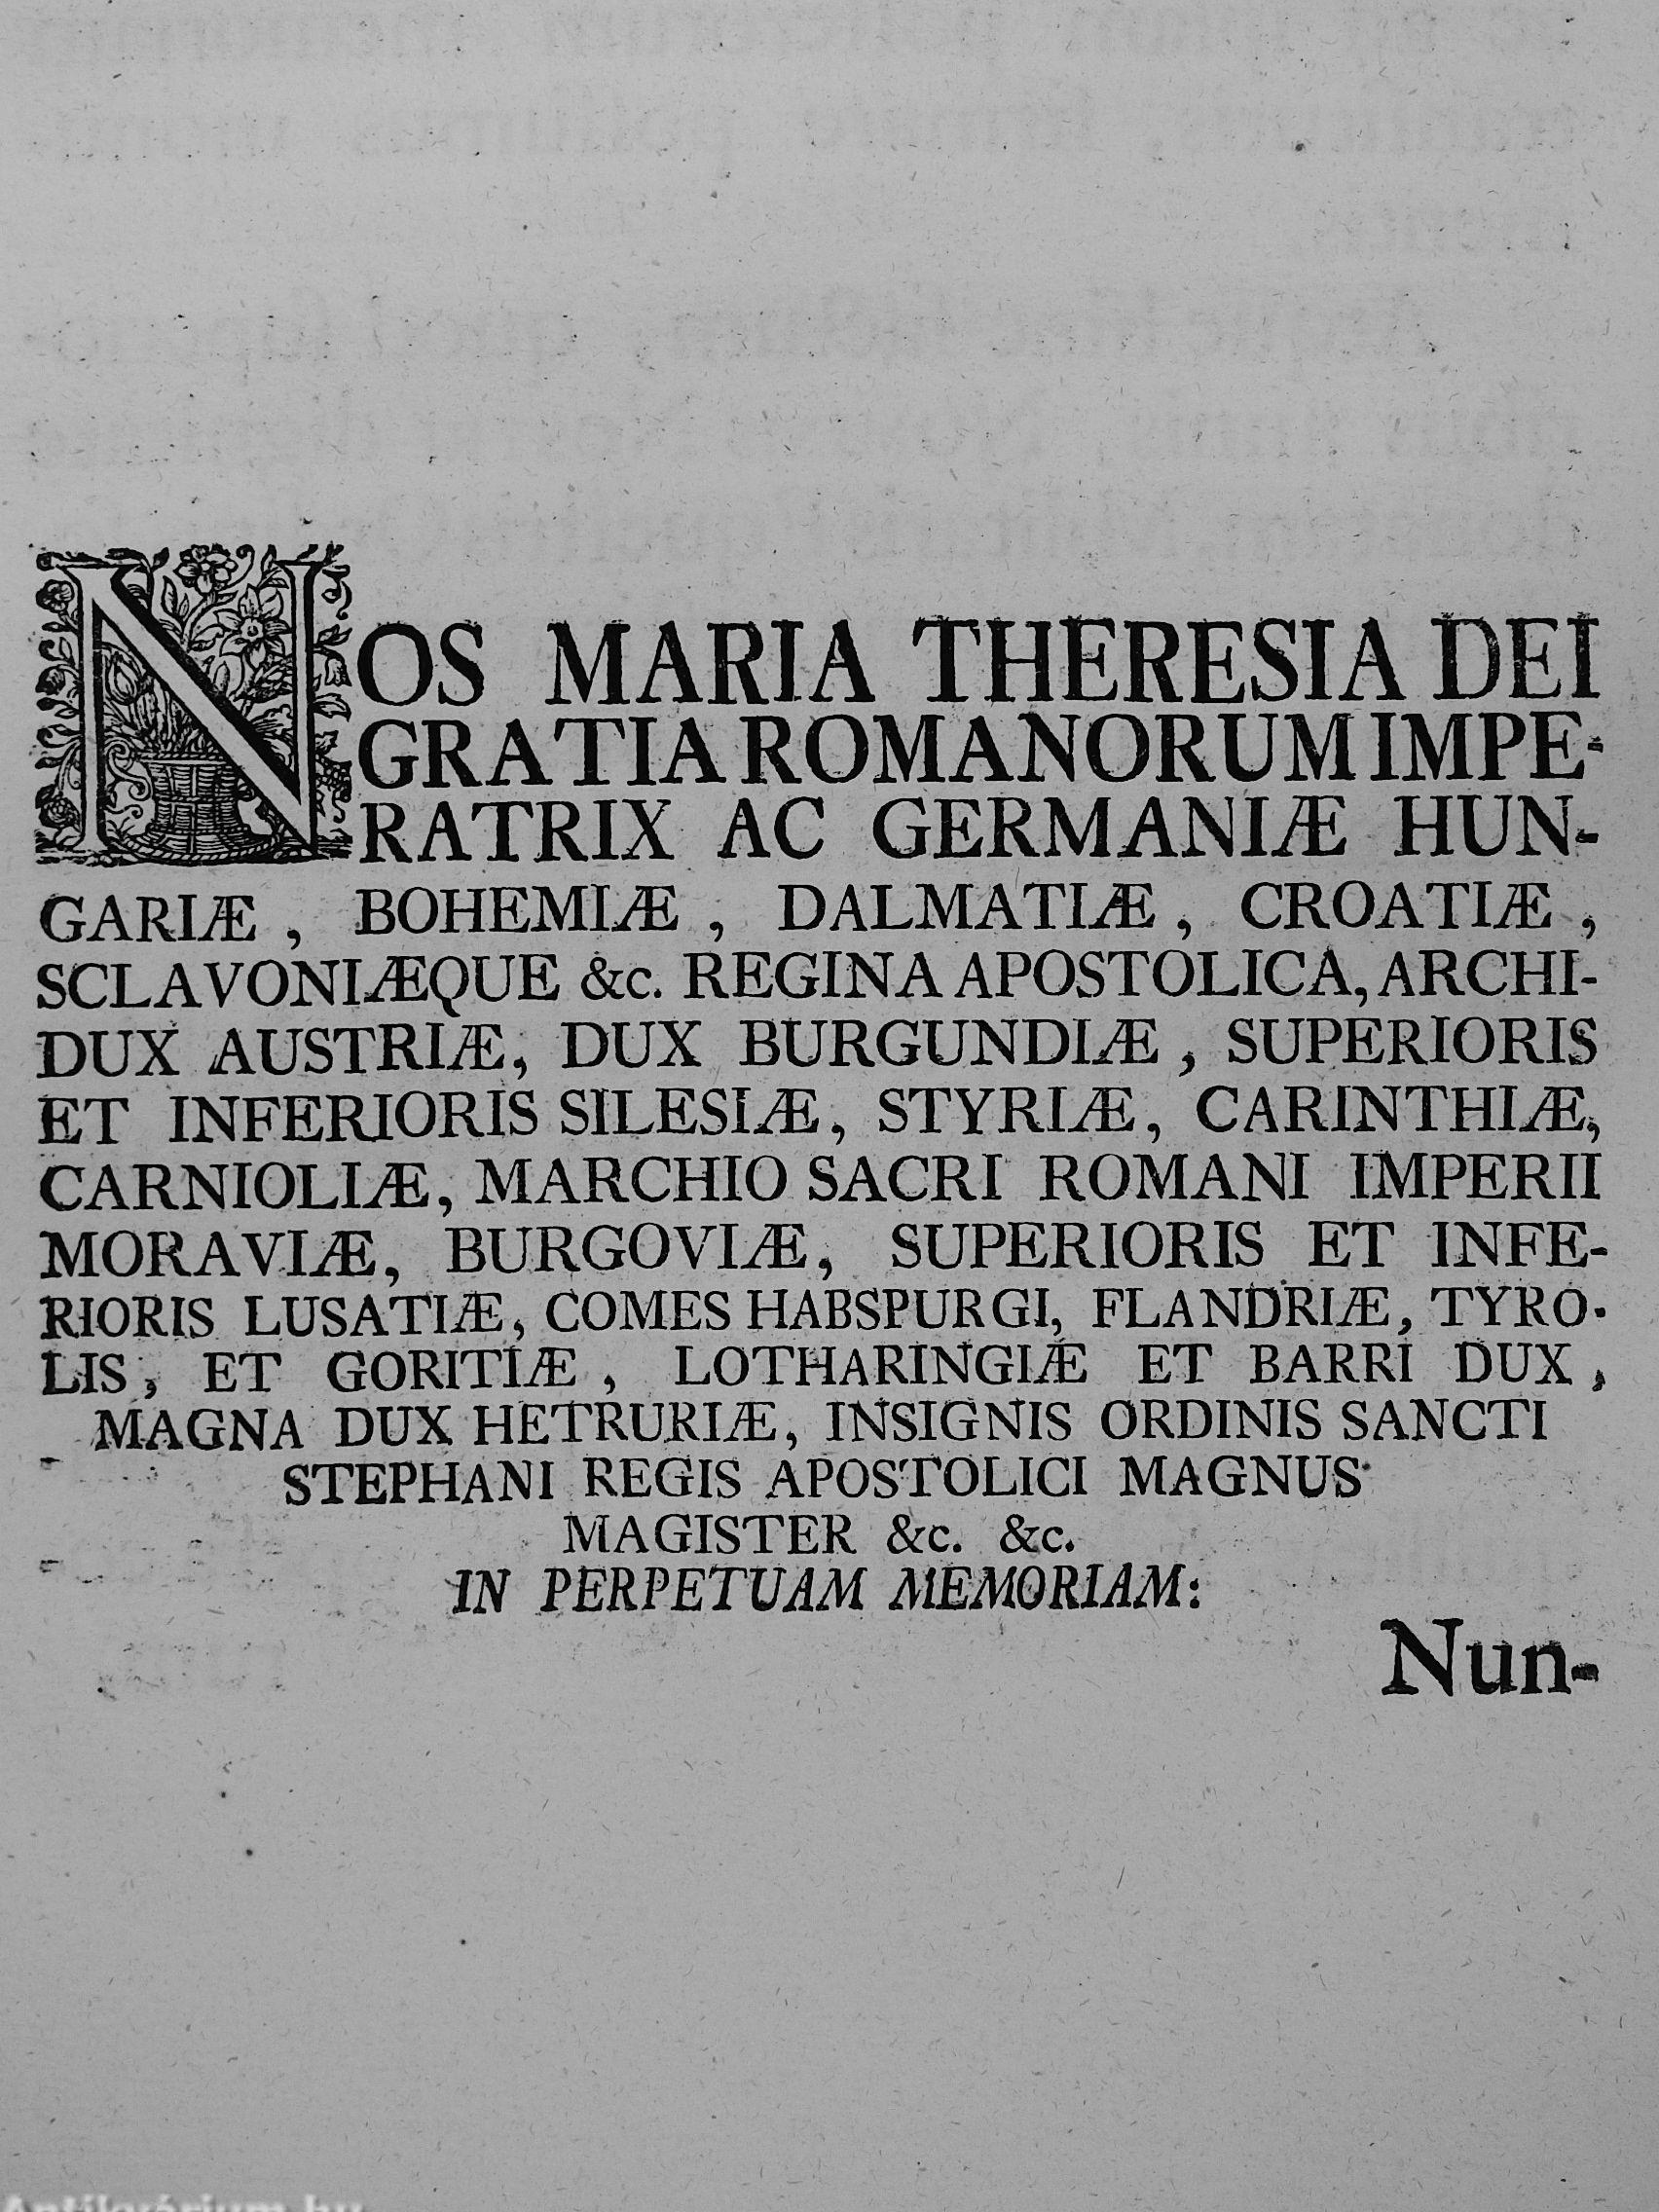 NOS MARIA THERESIA DEI
GRATIA ROMANORUM IMPE-
RATRIX AC GERMANIÆ HUN-
GARIÆ , BOHEMIÆ , DALMATIÆ , CROATIÆ ,
SCLAVONIÆQUE &c. REGINA APOSTOLICA, ARCHI-
DUX AUSTRIÆ, DUX BURGUNDIÆ , SUPERIORIS
ET INFERIORIS SILESIÆ, STYRIÆ, CARINTHIÆ,
CARNIOLIÆ, MARCHIO SACRI ROMANI IMPERII
MORAVIÆ, BURGOVIÆ, SUPERIORIS ET INFE-
RIORIS LUSATIÆ, COMES HABSPURGI, FLANDRIÆ, TYRO-
LIS, ET GORITIÆ , LOTHARINGIÆ ET BARRI DUX,
MAGNA DUX HETRURIÆ, INSIGNIS ORDINIS SANCTI
STEPHANI REGIS APOSTOLICI MAGNUS
MAGISTER &c. &c.
IN PERPETUAM MEMORIAM:
Nun-